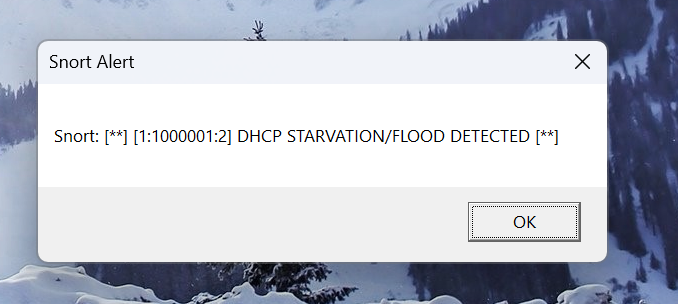 Snort Alert
Snort: [**] [1:1000001:2] DHCP STARVATION/FLOOD DETECTED [**]
OK